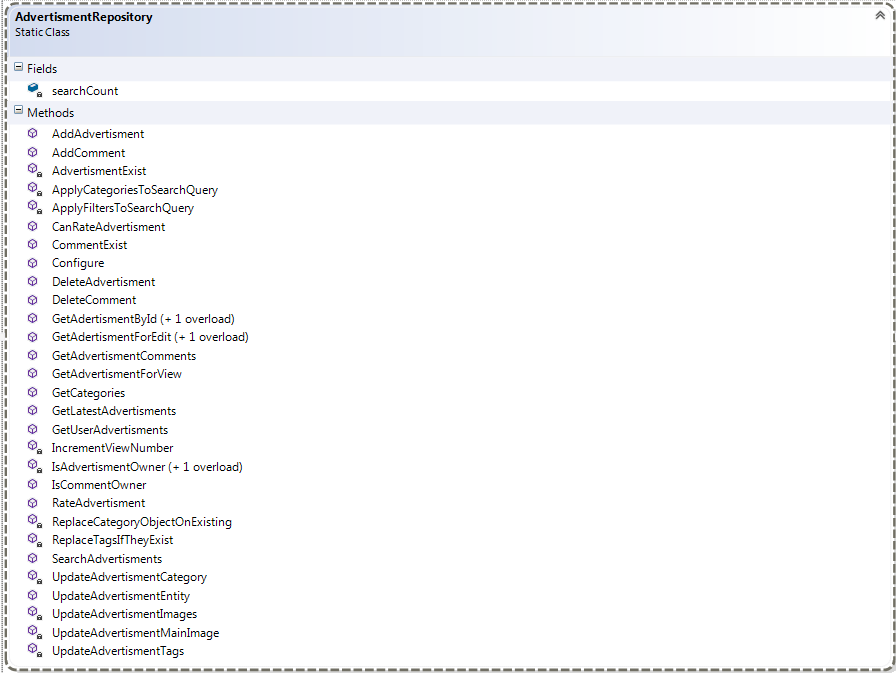 AdvertismentRepository
Static Class
Fields
searchCount
Methods
AddAdvertisment
AddComment
AdvertismentExist
ApplyCategoriesToSearchQuery
ApplyFiltersToSearchQuery
CanRateAdvertisment
CommentExist
Configure
DeleteAdvertisment
DeleteComment
GetAdertismentById (+ 1 overload)
GetAdertismentForEdit (+ 1 overload)
GetAdvertismentComments
GetAdvertismentForView
GetCategories
GetLatestAdvertisments
GetUserAdvertisments
IncrementViewNumber
IsAdvertismentOwner (+ 1 overload)
IsCommentOwner
RateAdvertisment
ReplaceCategoryObjectOnExisting
ReplaceTagsIfTheyExist
SearchAdvertisments
UpdateAdvertismentCategory
UpdateAdvertismentEntity
UpdateAdvertismentImages
UpdateAdvertismentMainImage
UpdateAdvertismentTags